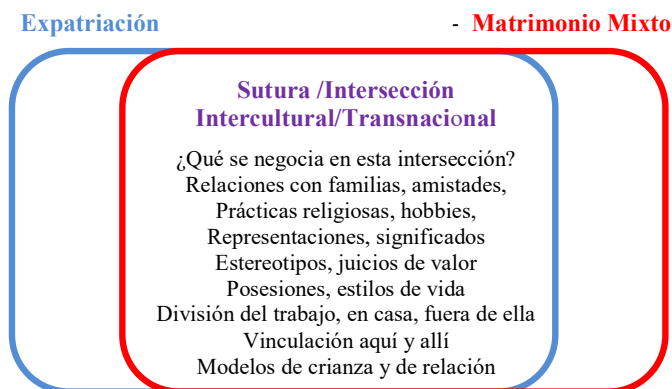 Expatriación - Matrimonio Mixto
Sutura /Intersección
Intercultural/Transnacional
¿Qué se negocia en esta intersección?
Relaciones con familias, amistades,
Prácticas religiosas, hobbies,
Representaciones, significados
Estereotipos, juicios de valor
Posesiones, estilos de vida
División del trabajo, en casa, fuera de ella
Vinculación aquí y allí
Modelos de crianza y de relación